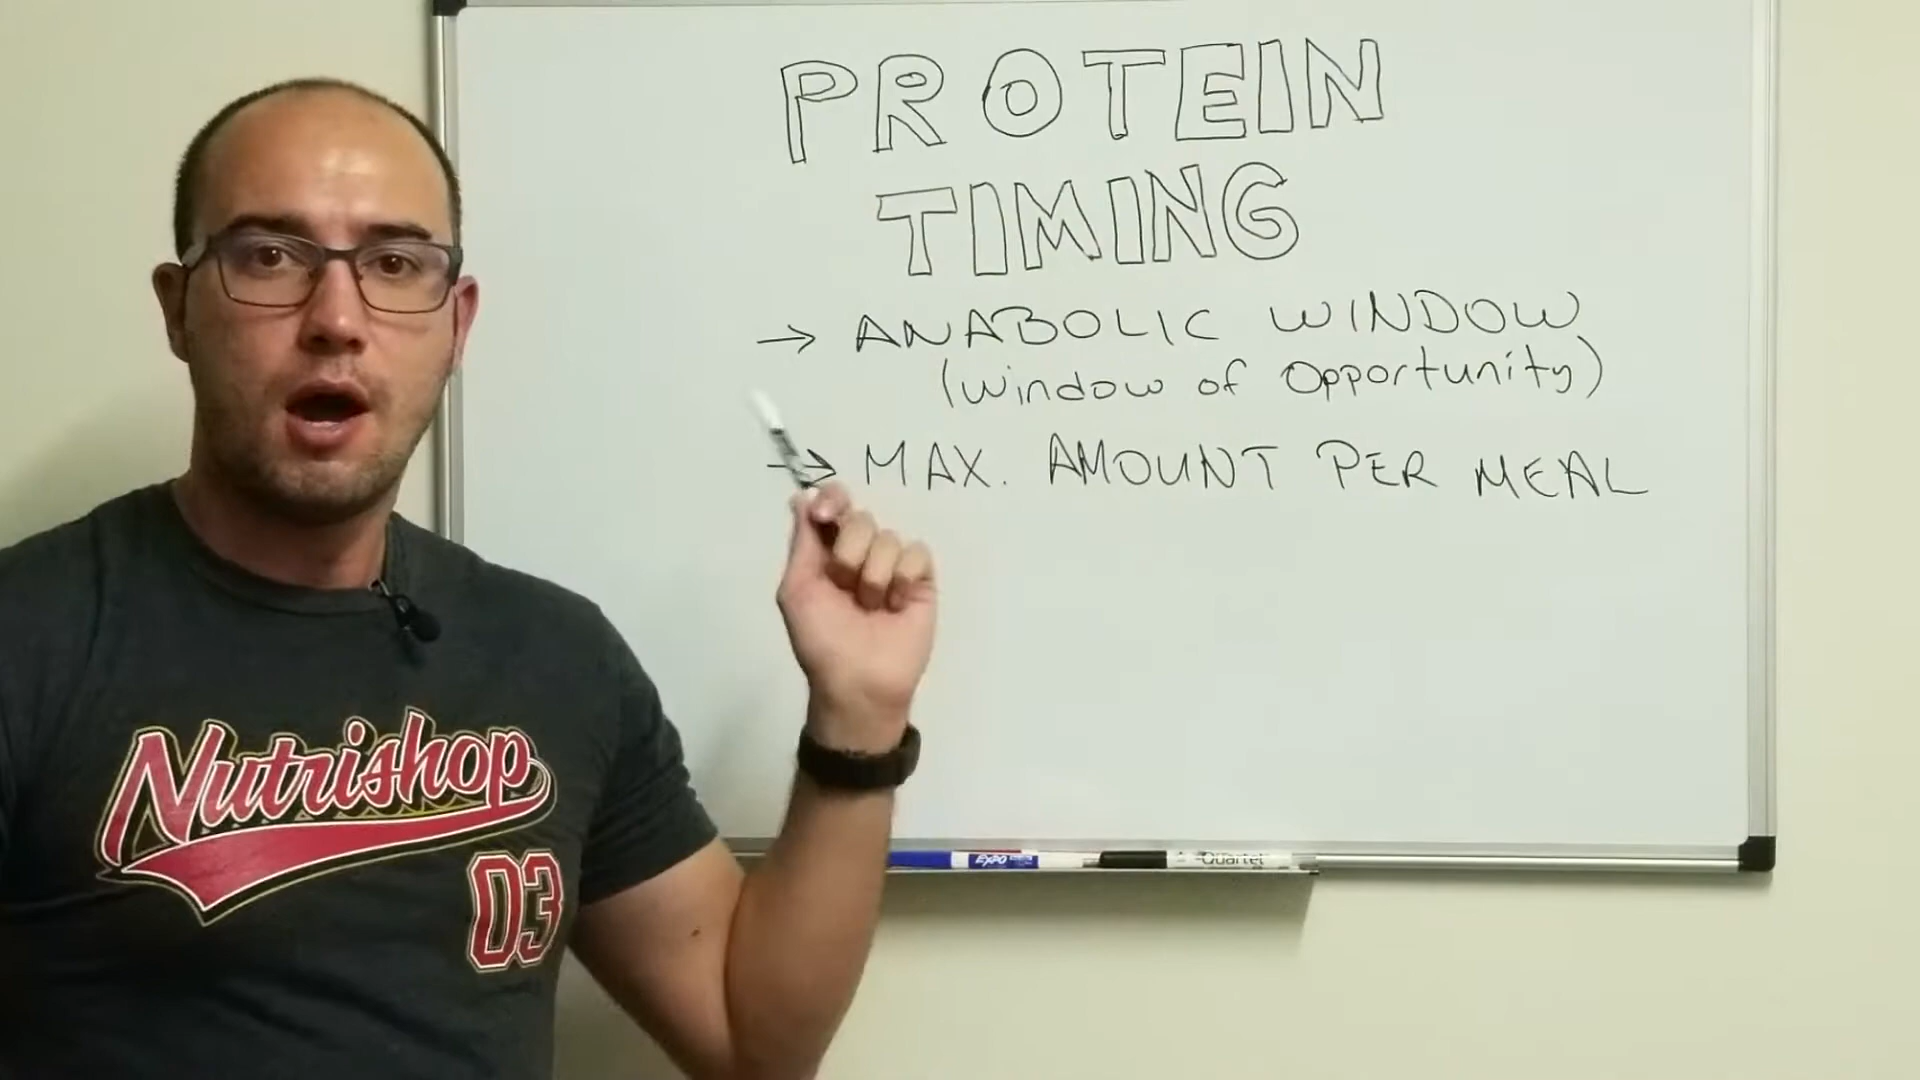 PROTEIN
TIMING
→ ANABOLIC WINDOW
(Window of Opportunity)
→ MAX. AMOUNT PER MEAL
Nutrishop
03
EXPO
Quartet